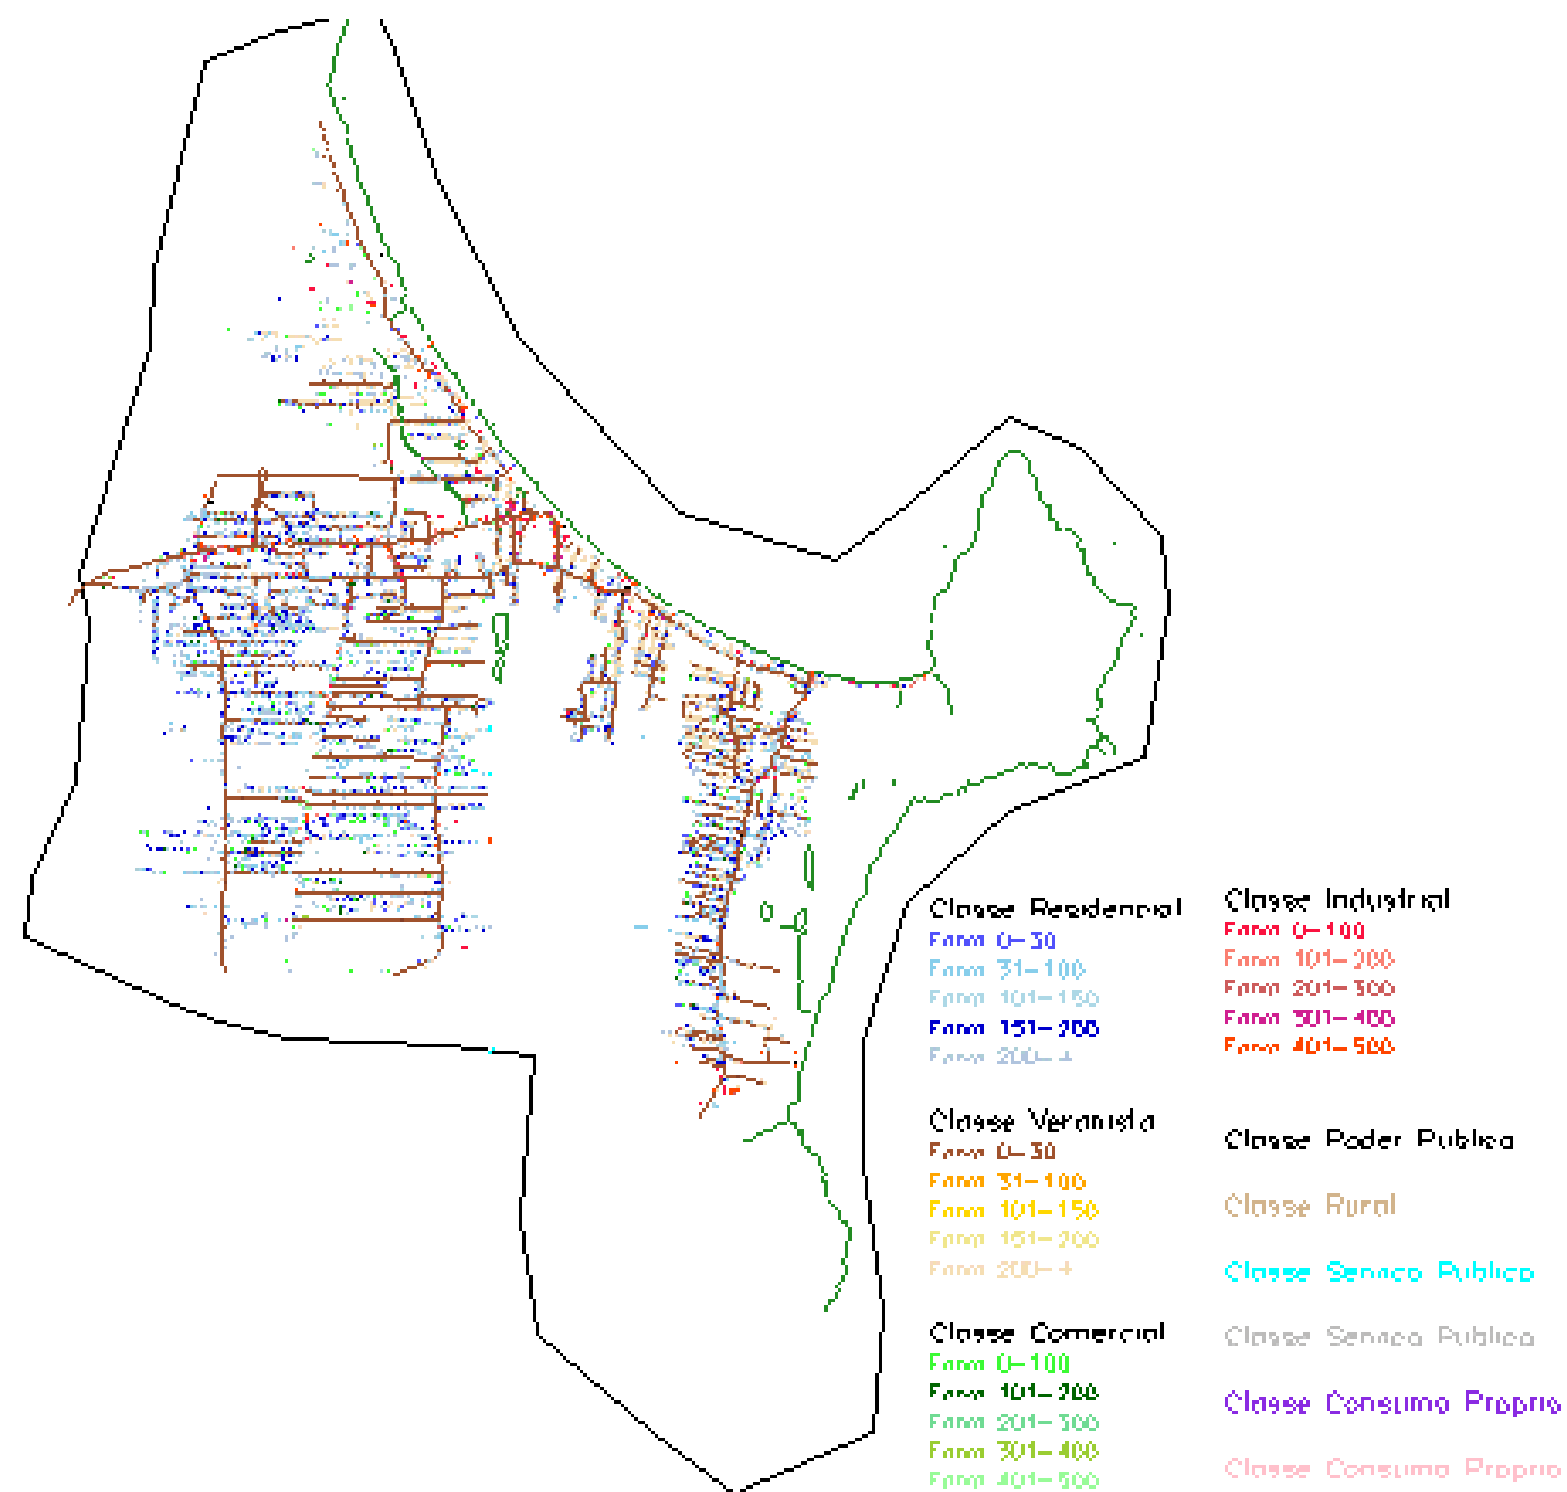 Classe Residencial
Faixa 0-30
Faixa 31-100
Faixa 101-150
Faixa 151-200
Faixa 200-+
Classe Veranista
Faixa 0-30
Faixa 31-100
Faixa 101-150
Faixa 151-200
Faixa 200-+
Classe Comercial
Faixa 0-100
Faixa 101-200
Faixa 201-300
Faixa 301-400
Faixa 401-500
Classe Industrial
Faixa 0-100
Faixa 101-200
Faixa 201-300
Faixa 301-400
Faixa 401-500
Classe Poder Publico
Classe Rural
Classe Servico Publico
Classe Servico Publico
Classe Consumo Proprio
Classe Consumo Proprio